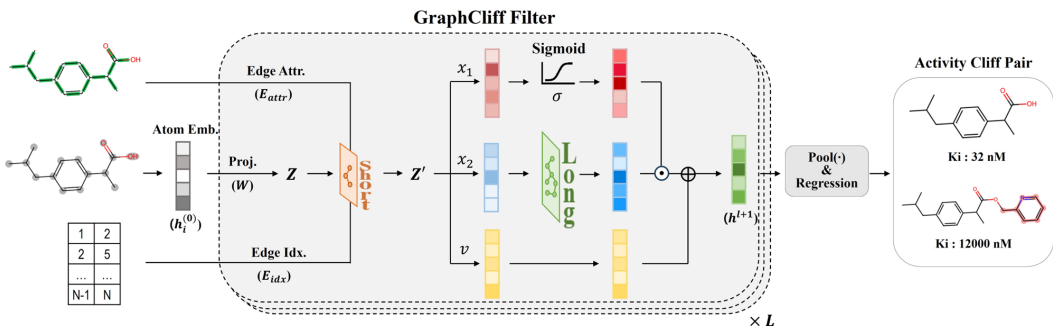 GraphCliff Filter
Edge Attr.
(E_attr)
Atom Emb.
(h_i^(0))
Proj.
(W)
Z
Short
Z'
Edge Idx.
(E_idx)
1 2
2 5
... ...
N-1 N
x_1
x_2
v
Sigmoid
σ
Long
(h^{l+1})
× L
Pool(·)
&
Regression
Activity Cliff Pair
O
OH
Ki : 32 nM
O
O
Ki : 12000 nM
O
OH